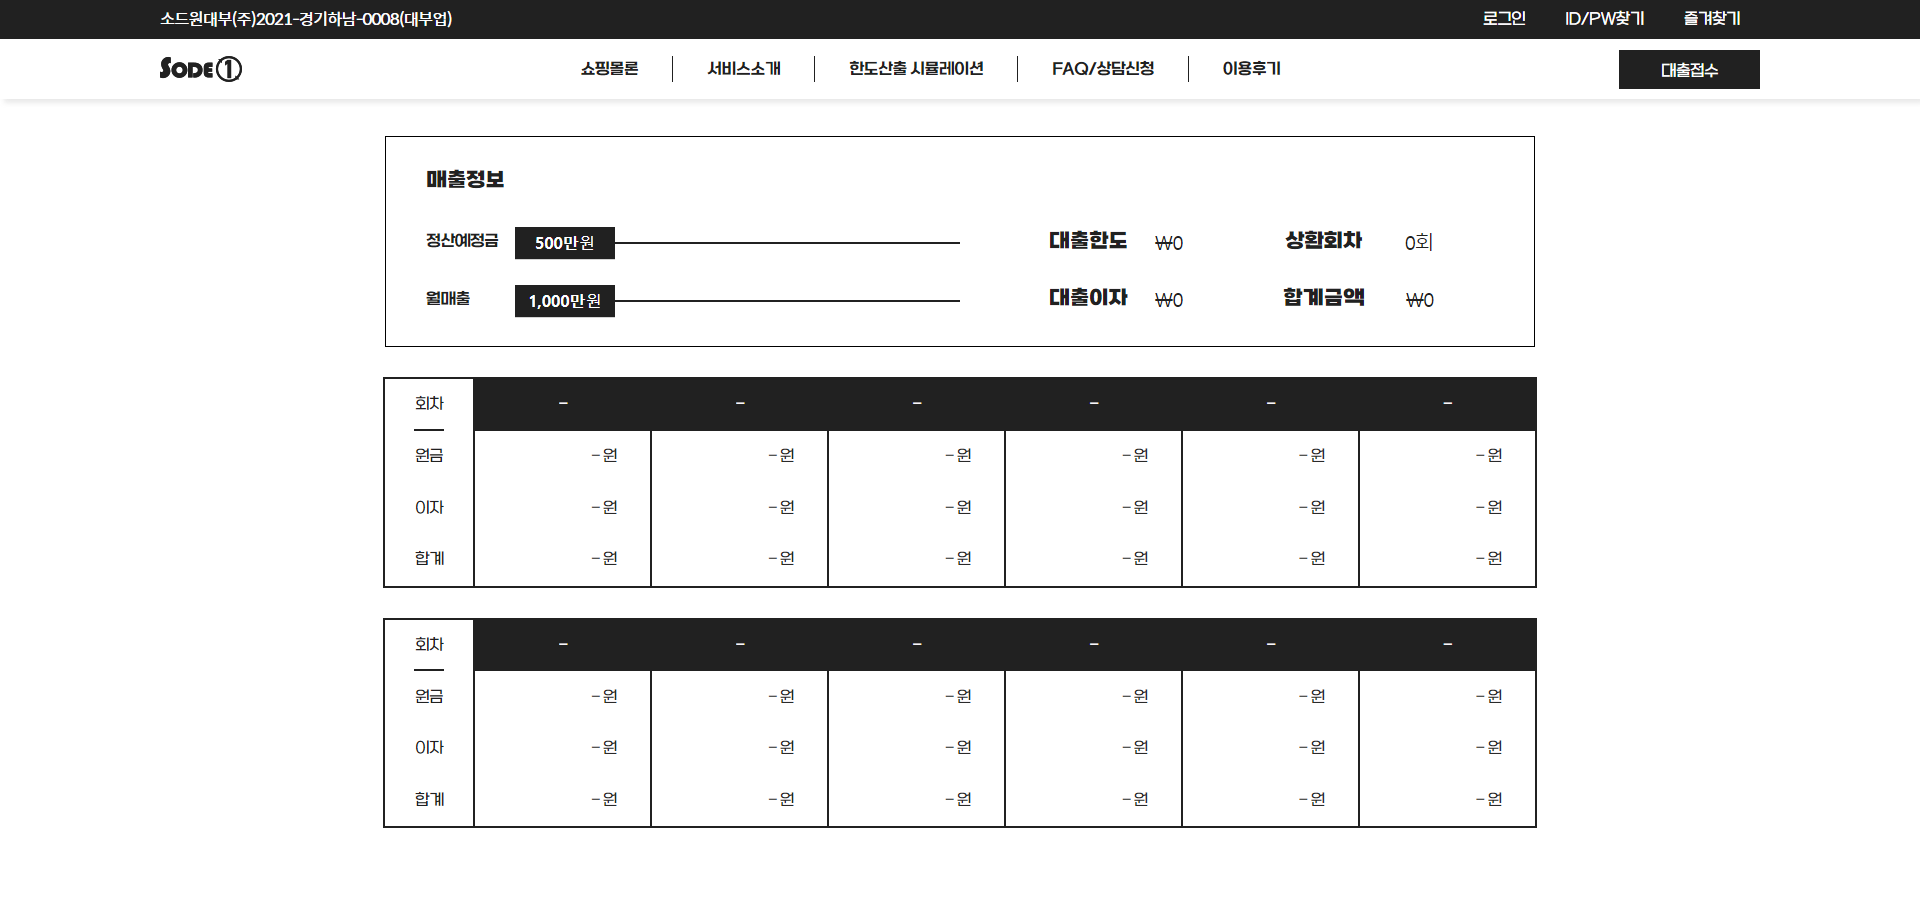 소드원대부(주)2021-경기하남-0008(대부업) 로그인 ID/PW찾기 즐겨찾기
SODE① 쇼핑몰론 서비스소개 한도산출 시뮬레이션 FAQ/상담신청 이용후기 대출접수
매출정보
정산예정금 500만원 대출한도 ₩0 상환회차 0회
월매출 1,000만원 대출이자 ₩0 합계금액 ₩0
회차 - - - - - -
원금 -원 -원 -원 -원 -원 -원
이자 -원 -원 -원 -원 -원 -원
합계 -원 -원 -원 -원 -원 -원
회차 - - - - - -
원금 -원 -원 -원 -원 -원 -원
이자 -원 -원 -원 -원 -원 -원
합계 -원 -원 -원 -원 -원 -원